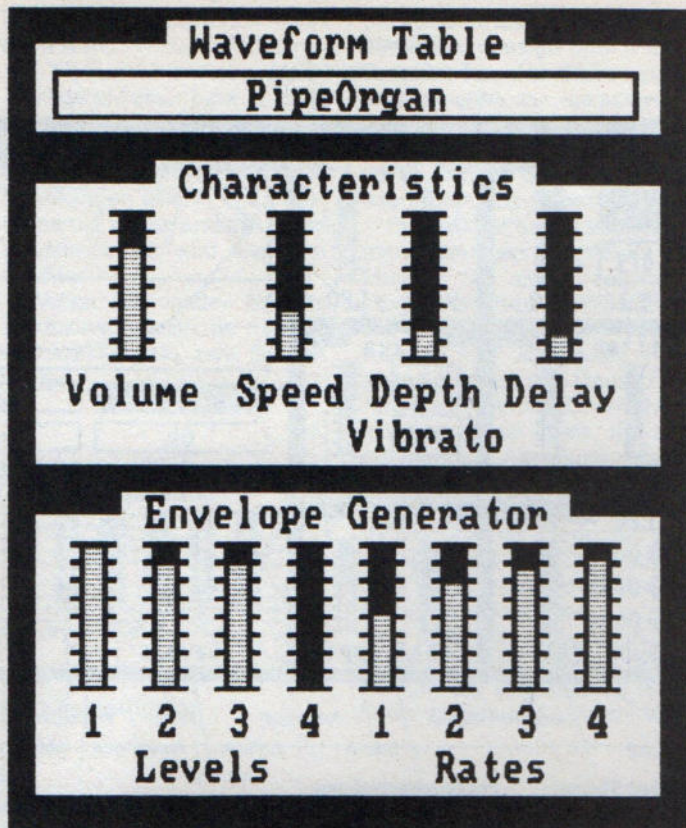 Waveform Table
PipeOrgan
Characteristics
Volume Speed Depth Delay
Vibrato
Envelope Generator
1 2 3 4 1 2 3 4
Levels Rates